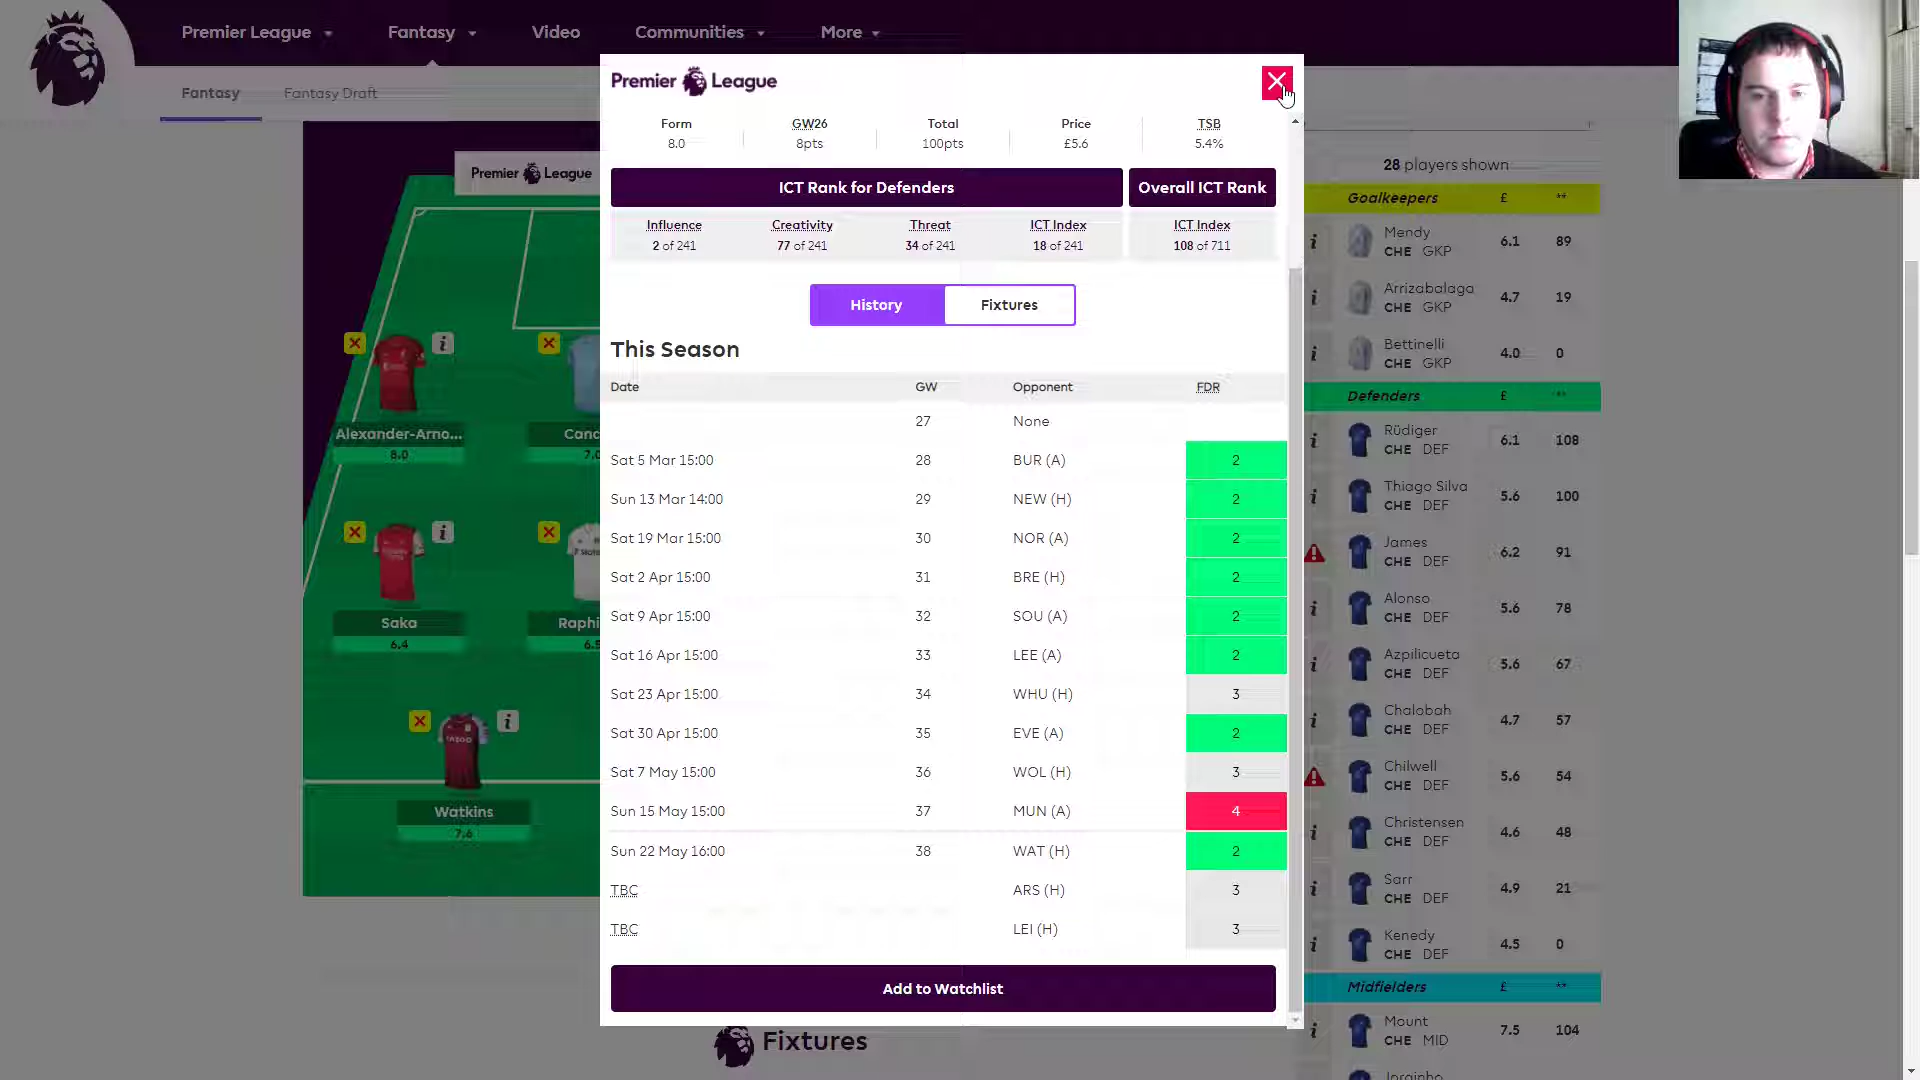 Premier League
Fantasy
Video
Communities
More
Fantasy
Fantasy Draft
Premier League
Premier League
Form
GW26
Total
Price
TSB
8.0
8pts
100pts
£5.6
5.4%
ICT Rank for Defenders
Overall ICT Rank
Influence
Creativity
Threat
ICT Index
ICT Index
2 of 241
77 of 241
34 of 241
18 of 241
108 of 711
History
Fixtures
This Season
Date GW Opponent FDR
27 None
Sat 5 Mar 15:00 28 BUR (A) 2
Sun 13 Mar 14:00 29 NEW (H) 2
Sat 19 Mar 15:00 30 NOR (A) 2
Sat 2 Apr 15:00 31 BRE (H) 2
Sat 9 Apr 15:00 32 SOU (A) 2
Sat 16 Apr 15:00 33 LEE (A) 2
Sat 23 Apr 15:00 34 WHU (H) 3
Sat 30 Apr 15:00 35 EVE (A) 2
Sat 7 May 15:00 36 WOL (H) 3
Sun 15 May 15:00 37 MUN (A) 4
Sun 22 May 16:00 38 WAT (H) 2
TBC ARS (H) 3
TBC LEI (H) 3
Add to Watchlist
Fixtures
Alexander-Arno...
8.0
Canc
7.0
Saka
6.4
Raphi
6.5
Watkins
7.6
28 players shown
Goalkeepers £ **
Mendy
CHE GKP 6.1 89
Arrizabalaga
CHE GKP 4.7 19
Bettinelli
CHE GKP 4.0 0
Defenders £ **
Rüdiger
CHE DEF 6.1 108
Thiago Silva
CHE DEF 5.6 100
James
CHE DEF 6.2 91
Alonso
CHE DEF 5.6 78
Azpilicueta
CHE DEF 5.6 67
Chalobah
CHE DEF 4.7 57
Chilwell
CHE DEF 5.6 54
Christensen
CHE DEF 4.6 48
Sarr
CHE DEF 4.9 21
Kenedy
CHE DEF 4.5 0
Midfielders £ **
Mount
CHE MID 7.5 104
Jorginho